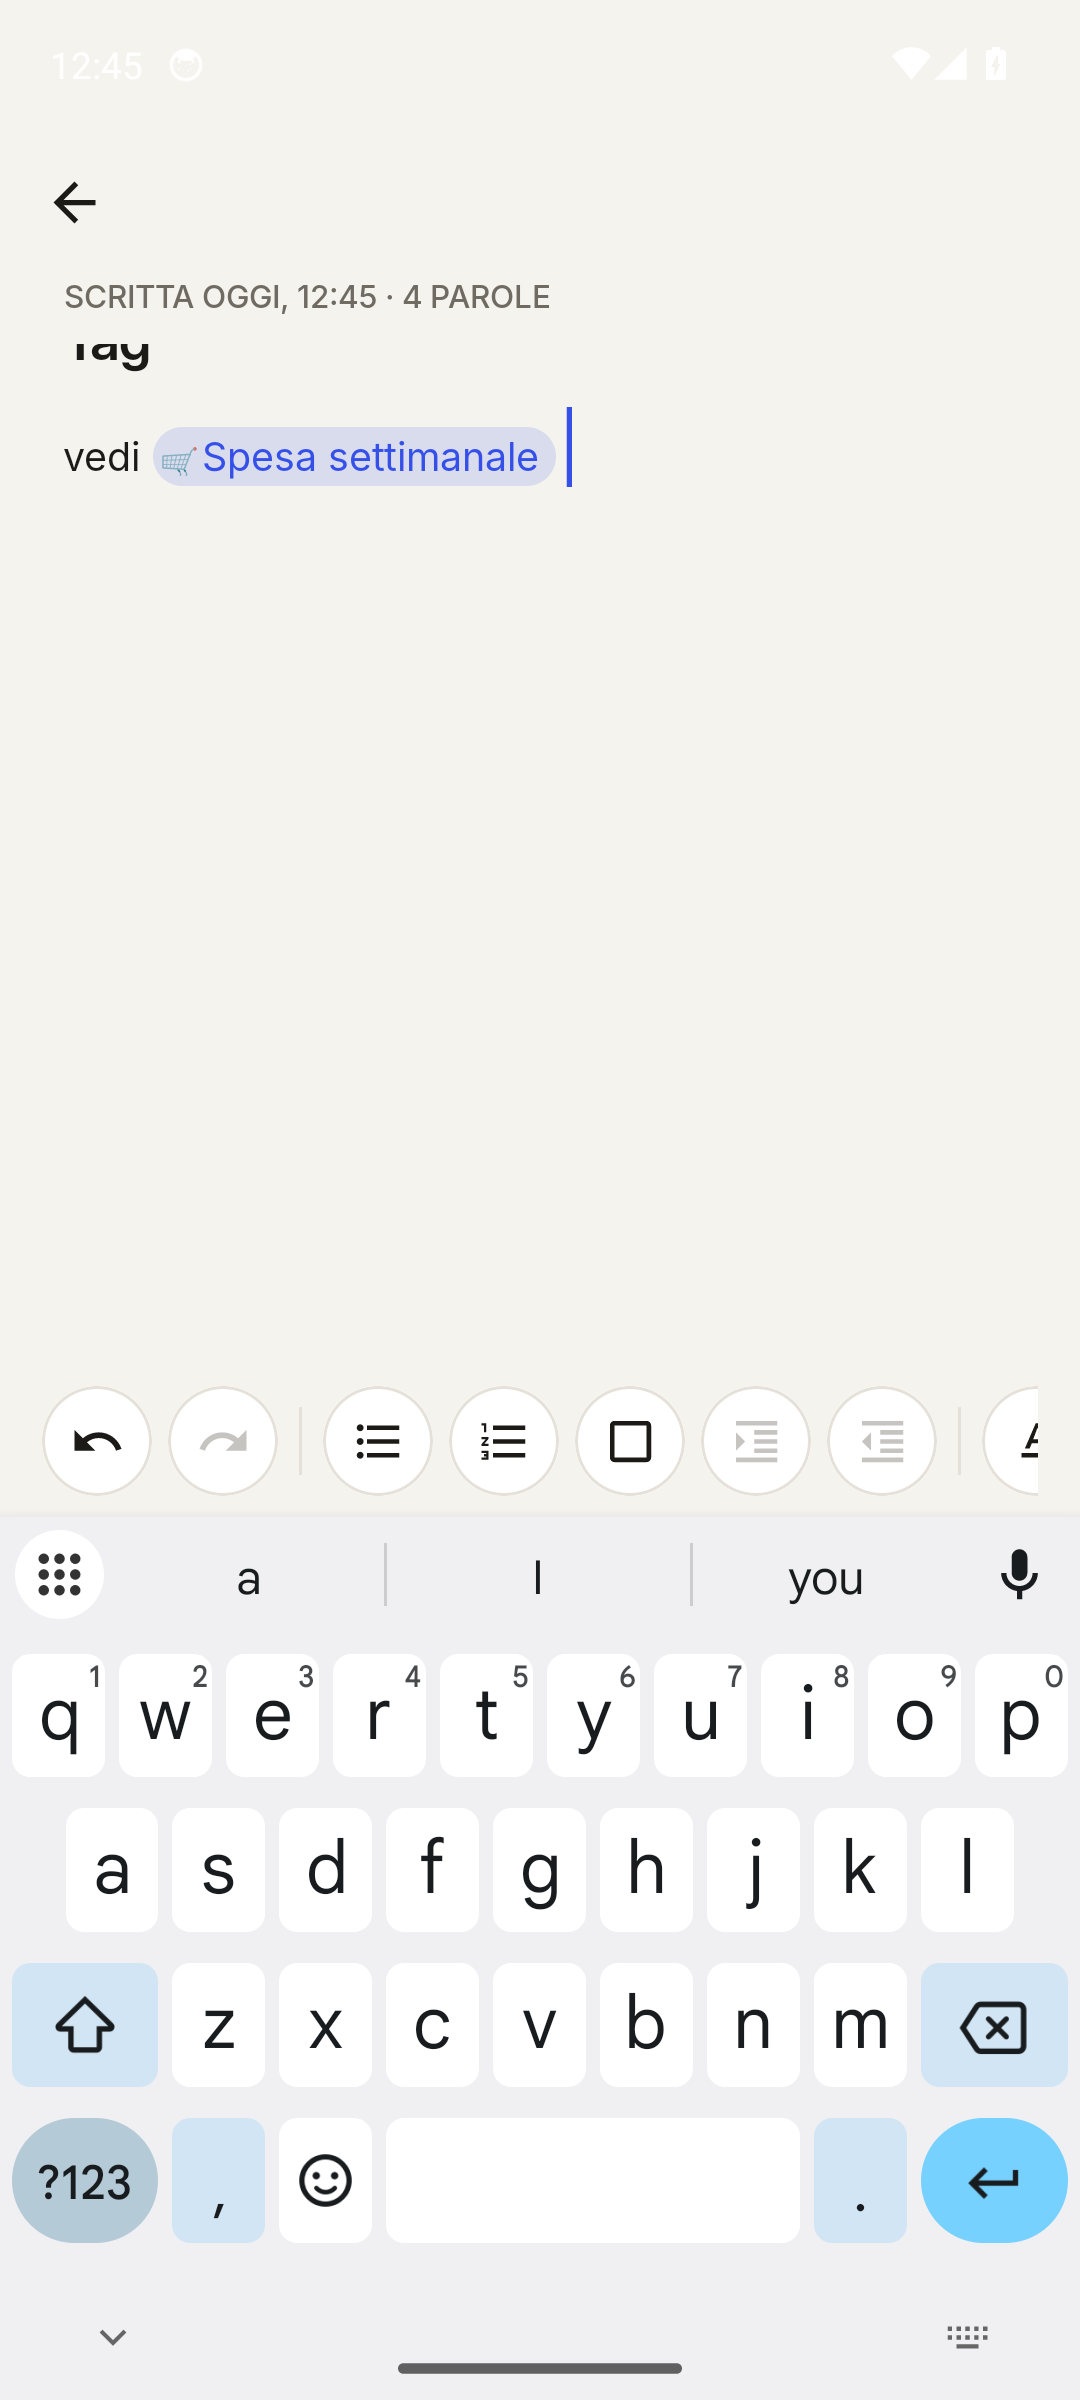 12:45
SCRITTA OGGI, 12:45 · 4 PAROLE
Tag
vedi 🛒Spesa settimanale
a I you
q1 w2 e3 r4 t5 y6 u7 i8 o9 p0
a s d f g h j k l
z x c v b n m
?123 , .